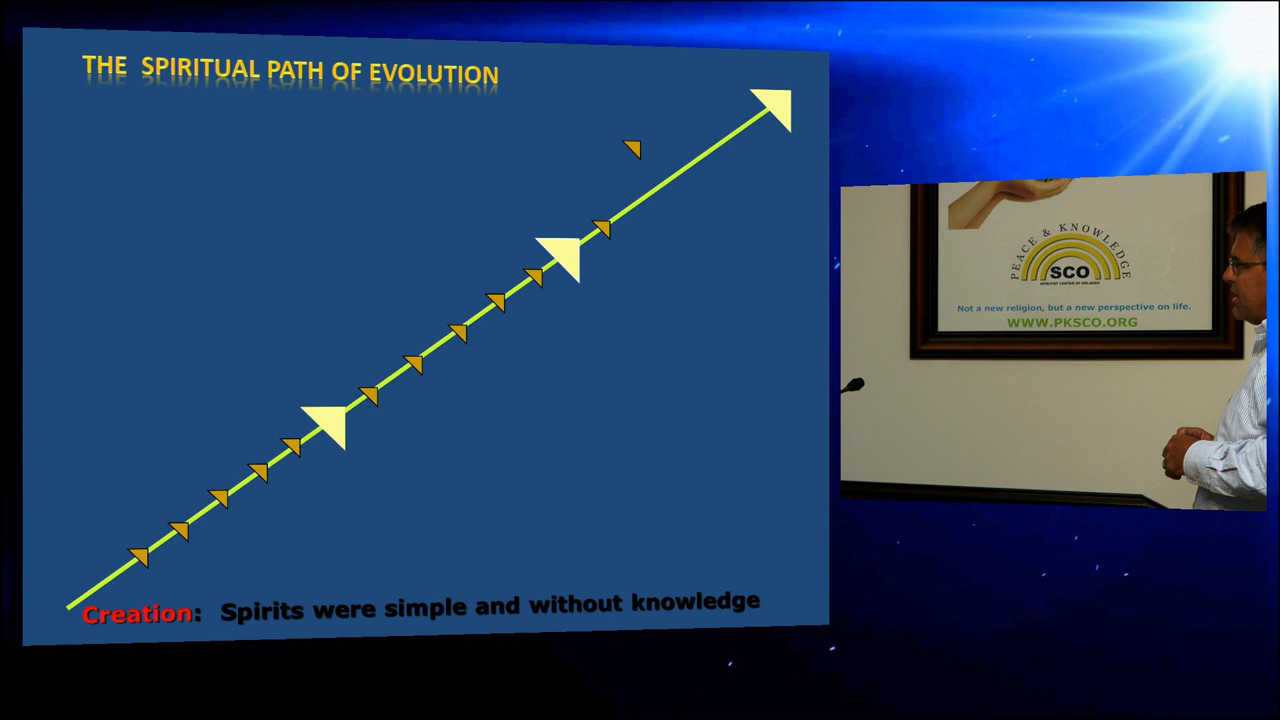 THE SPIRITUAL PATH OF EVOLUTION
Creation: Spirits were simple and without knowledge
PEACE & KNOWLEDGE
SCO
SPIRITIST CENTER OF ORLANDO
Not a new religion, but a new perspective on life.
WWW.PKSCO.ORG